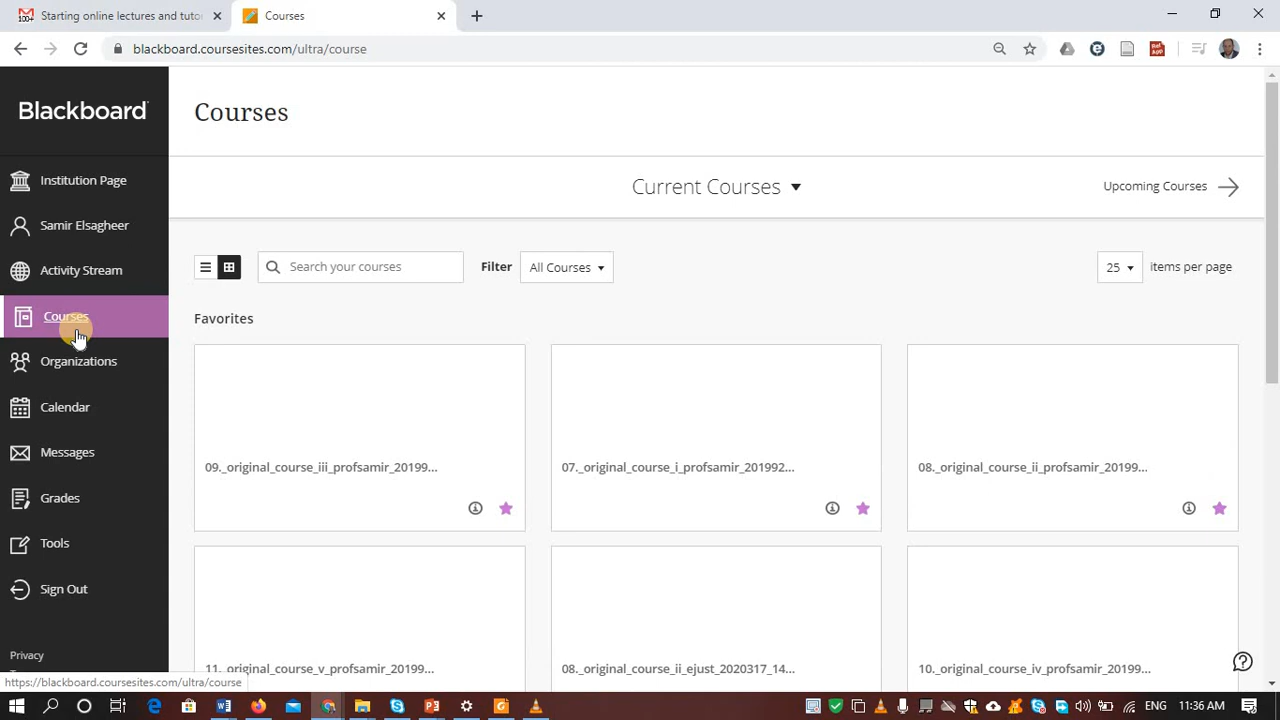 100+
Starting online lectures and tuto
Courses
blackboard.coursesites.com/ultra/course
Blackboard
Institution Page
Samir Elsagheer
Activity Stream
Courses
Organizations
Calendar
Messages
Grades
Tools
Sign Out
Privacy
https://blackboard.coursesites.com/ultra/course
Courses
Current Courses
Upcoming Courses
Search your courses
Filter
All Courses
25
items per page
Favorites
09._original_course_iii_profsamir_20199...
07._original_course_i_profsamir_201992...
08._original_course_ii_profsamir_20199...
11._original_course_v_profsamir_20199...
08._original_course_ii_ejust_2020317_14...
10._original_course_iv_profsamir_20199...
ENG
11:36 AM